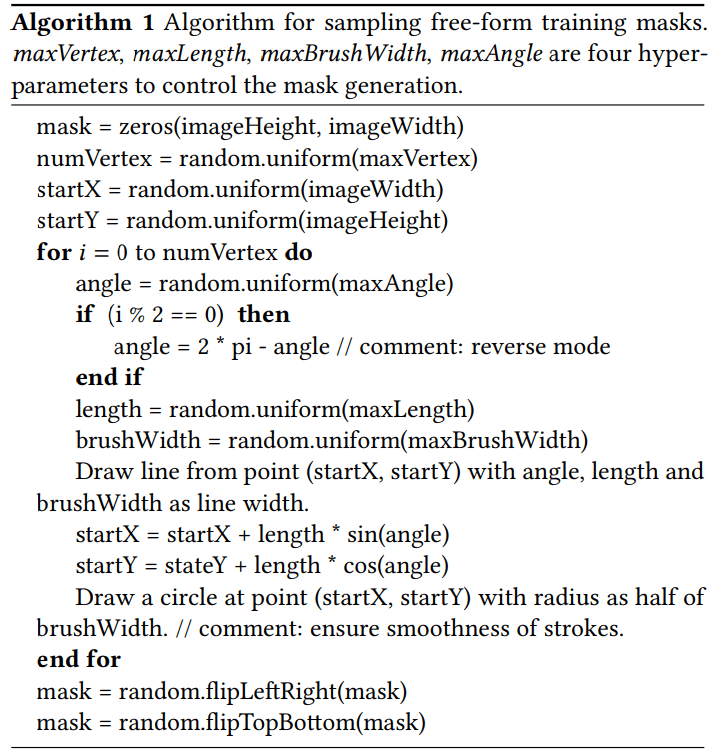 Algorithm 1 Algorithm for sampling free-form training masks.
maxVertex, maxLength, maxBrushWidth, maxAngle are four hyper-
parameters to control the mask generation.
mask = zeros(imageHeight, imageWidth)
numVertex = random.uniform(maxVertex)
startX = random.uniform(imageWidth)
startY = random.uniform(imageHeight)
for i = 0 to numVertex do
angle = random.uniform(maxAngle)
if (i % 2 == 0) then
angle = 2 * pi - angle // comment: reverse mode
end if
length = random.uniform(maxLength)
brushWidth = random.uniform(maxBrushWidth)
Draw line from point (startX, startY) with angle, length and
brushWidth as line width.
startX = startX + length * sin(angle)
startY = stateY + length * cos(angle)
Draw a circle at point (startX, startY) with radius as half of
brushWidth. // comment: ensure smoothness of strokes.
end for
mask = random.flipLeftRight(mask)
mask = random.flipTopBottom(mask)